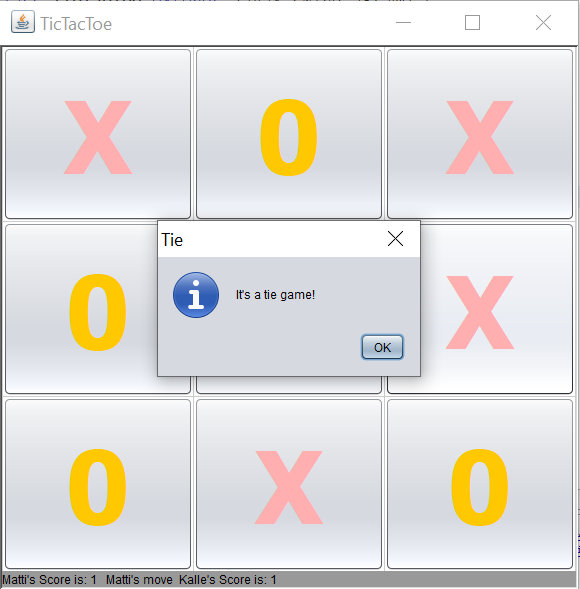 TicTacToe
X 0 X
Tie
0 X
It's a tie game!
OK
0 X 0
Matti's Score is: 1 Matti's move Kalle's Score is: 1